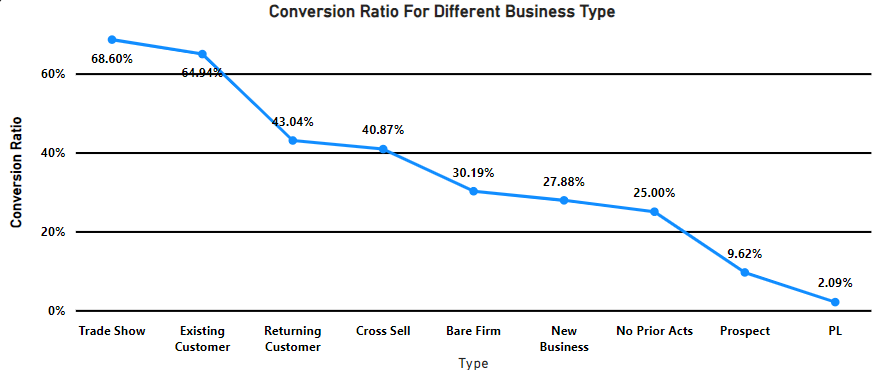 Conversion Ratio For Different Business Type
Conversion Ratio
60%
40%
20%
0%
68.60%
64.94%
43.04%
40.87%
30.19%
27.88%
25.00%
9.62%
2.09%
Trade Show
Existing
Customer
Returning
Customer
Cross Sell
Bare Firm
New
Business
No Prior Acts
Prospect
PL
Type